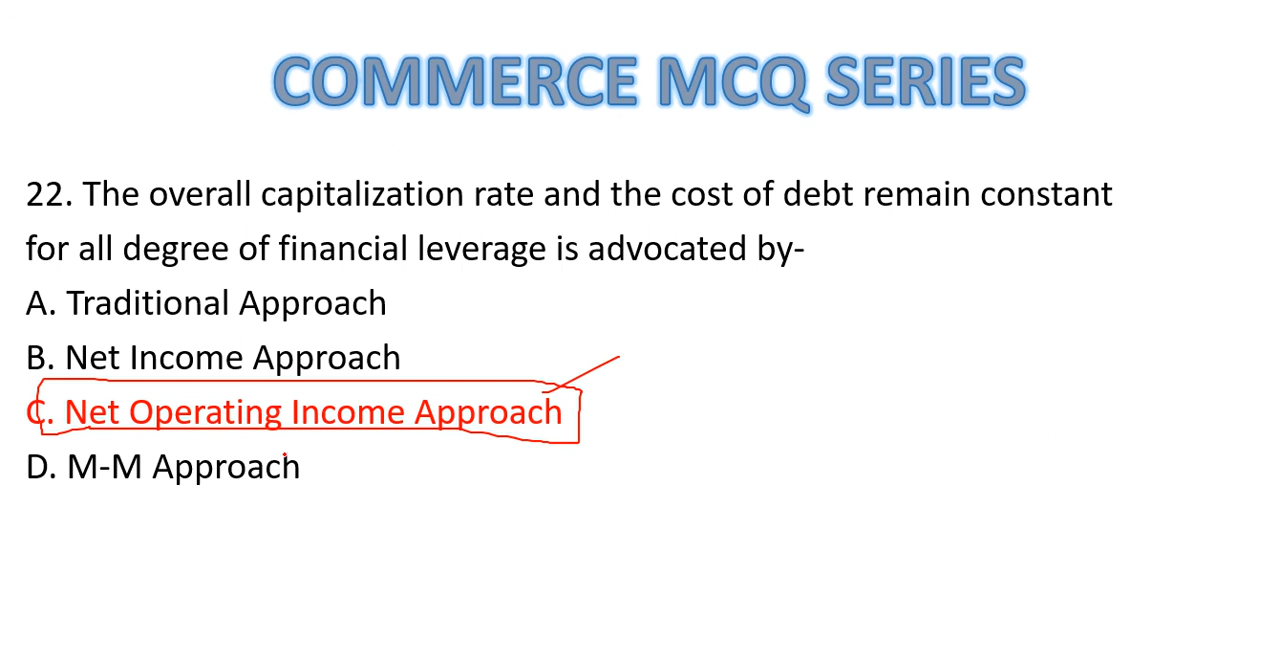 COMMERCE MCQ SERIES
22. The overall capitalization rate and the cost of debt remain constant
for all degree of financial leverage is advocated by-
A. Traditional Approach
B. Net Income Approach
C. Net Operating Income Approach
D. M-M Approach